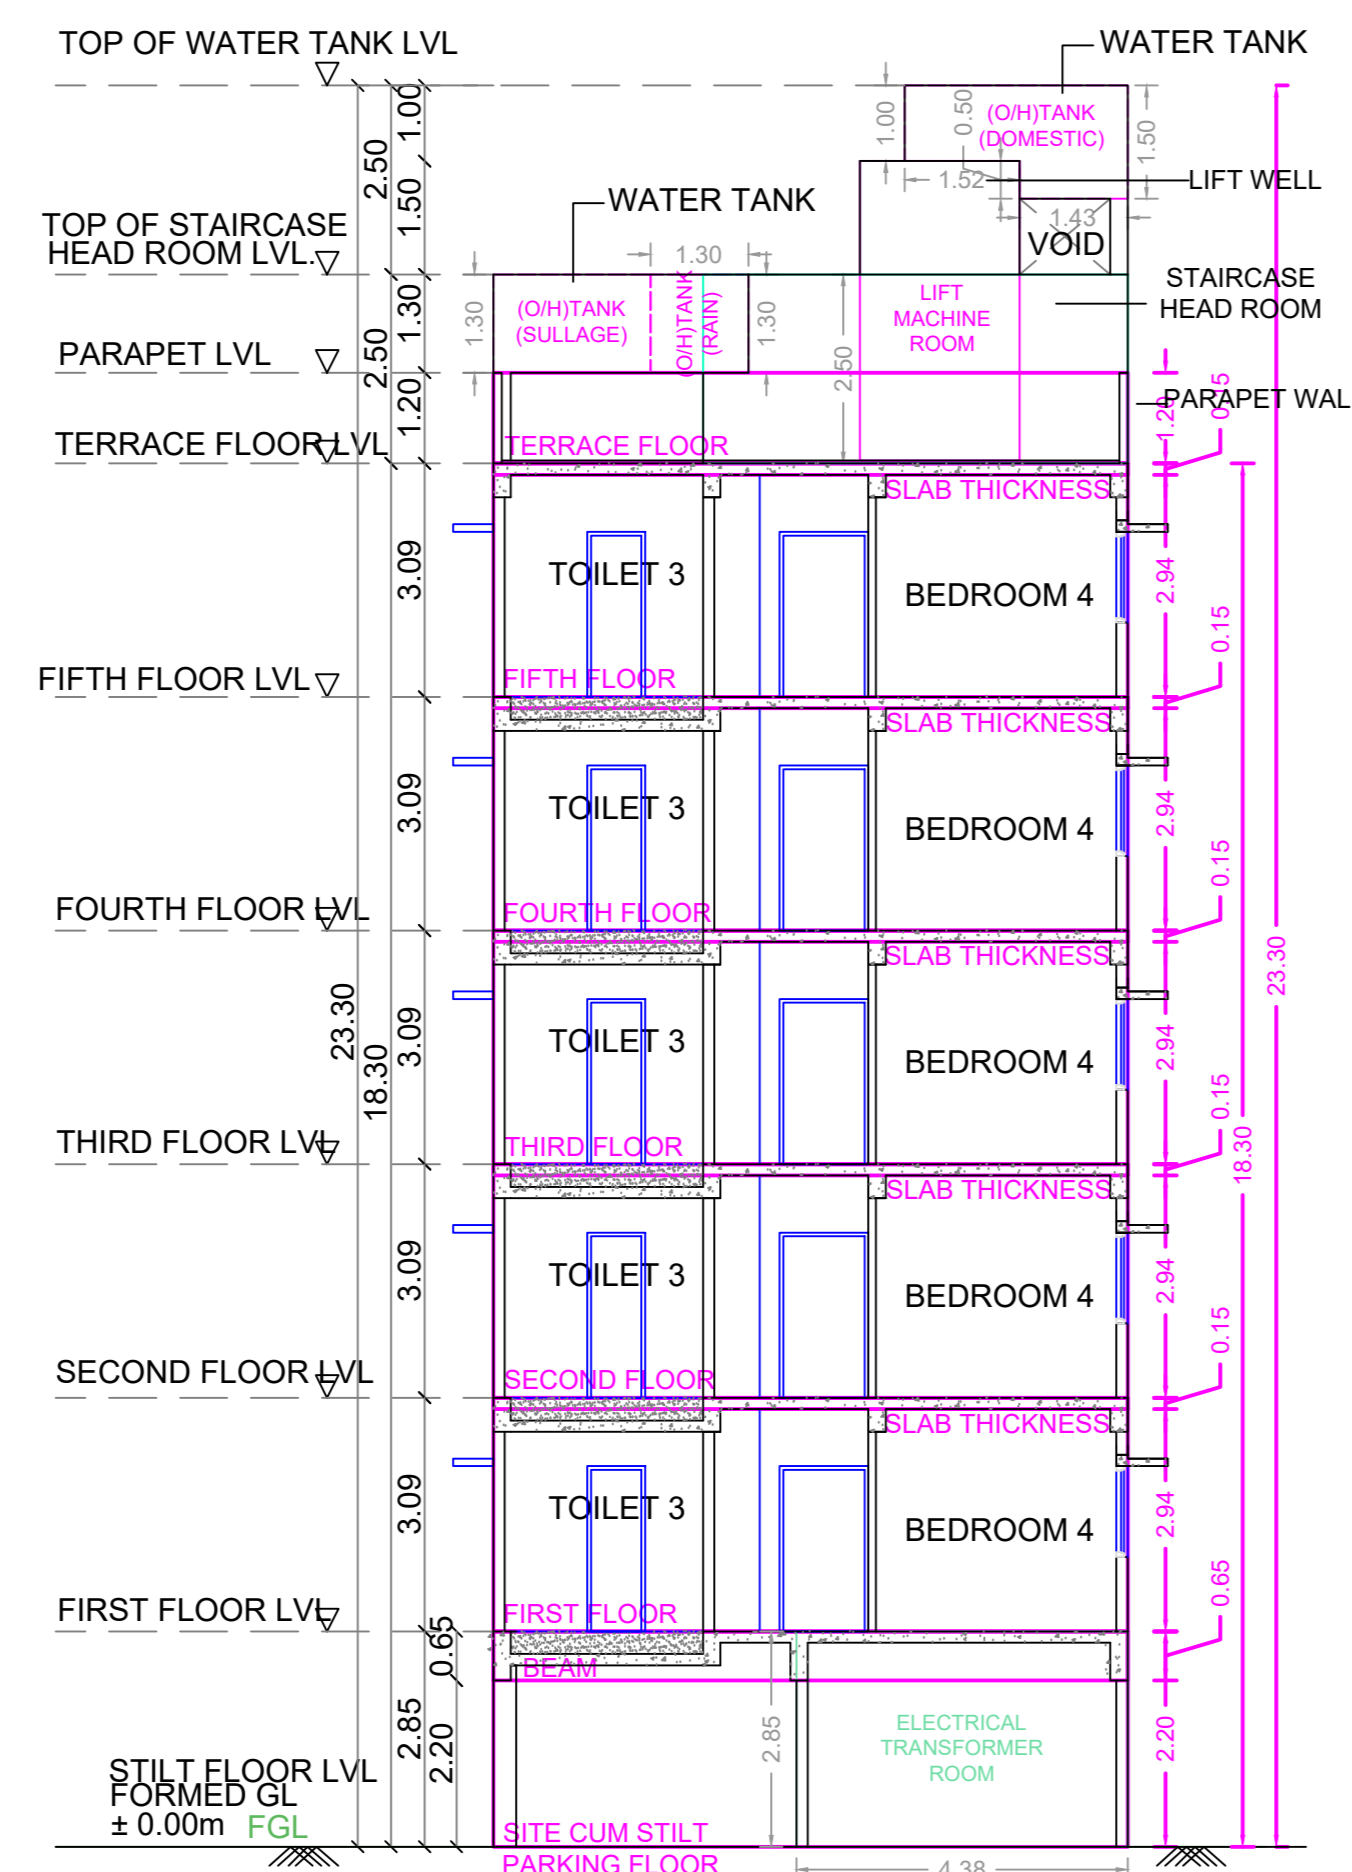 TOP OF WATER TANK LVL
WATER TANK
1.00
2.50
1.00
0.50
(O/H)TANK
(DOMESTIC)
1.50
1.52
LIFT WELL
1.50
WATER TANK
1.43
VOID
TOP OF STAIRCASE
HEAD ROOM LVL.
1.30
STAIRCASE
HEAD ROOM
1.30
2.50
1.30
(O/H)TANK
(SULLAGE)
(O/H)TANK
(RAIN)
1.30
2.50
LIFT
MACHINE
ROOM
PARAPET LVL
1.20
1.20
0.15
PARAPET WAL
TERRACE FLOOR LVL
TERRACE FLOOR
SLAB THICKNESS
3.09
TOILET 3
BEDROOM 4
2.94
0.15
FIFTH FLOOR LVL
FIFTH FLOOR
SLAB THICKNESS
3.09
TOILET 3
BEDROOM 4
2.94
0.15
FOURTH FLOOR LVL
FOURTH FLOOR
SLAB THICKNESS
23.30
18.30
3.09
TOILET 3
BEDROOM 4
2.94
0.15
23.30
18.30
THIRD FLOOR LVL
THIRD FLOOR
SLAB THICKNESS
3.09
TOILET 3
BEDROOM 4
2.94
0.15
SECOND FLOOR LVL
SECOND FLOOR
SLAB THICKNESS
3.09
TOILET 3
BEDROOM 4
2.94
0.65
FIRST FLOOR LVL
FIRST FLOOR
0.65
BEAM
2.85
2.20
2.85
ELECTRICAL
TRANSFORMER
ROOM
2.20
STILT FLOOR LVL
FORMED GL
± 0.00m FGL
SITE CUM STILT
PARKING FLOOR
4.38